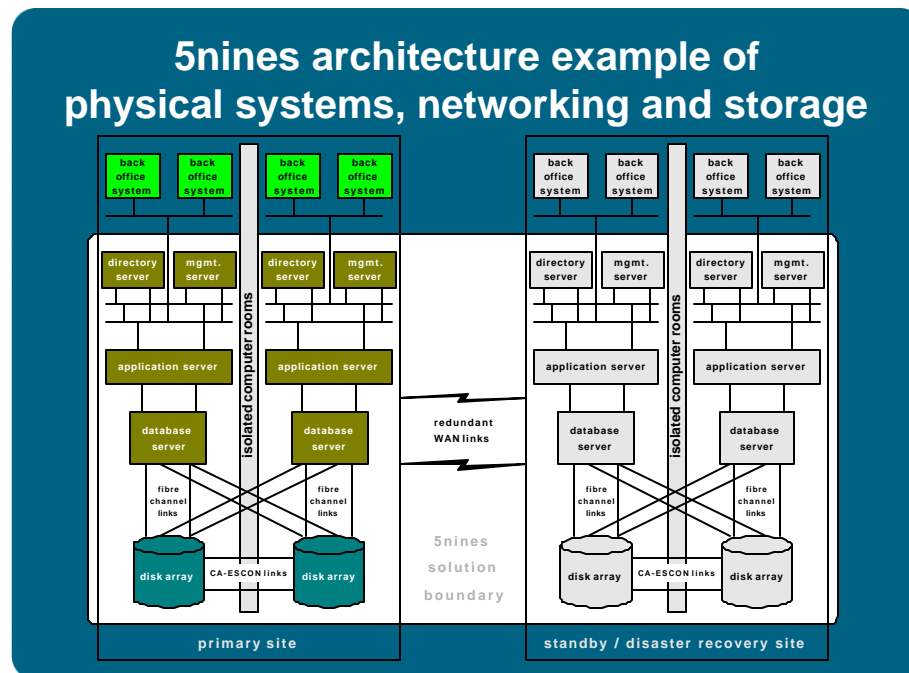 5nines architecture example of
physical systems, networking and storage
back
office
system
back
office
system
back
office
system
back
office
system
back
office
system
back
office
system
back
office
system
back
office
system
directory
server
mgmt.
server
directory
server
mgmt.
server
directory
server
mgmt.
server
directory
server
mgmt.
server
isolated computer rooms
isolated computer rooms
application server
application server
application server
application server
redundant
WAN links
database
server
database
server
database
server
database
server
fibre
channel
links
fibre
channel
links
fibre
channel
links
fibre
channel
links
5nines
solution
boundary
disk array
CA-ESCON links
disk array
disk array
CA-ESCON links
disk array
primary site
standby / disaster recovery site